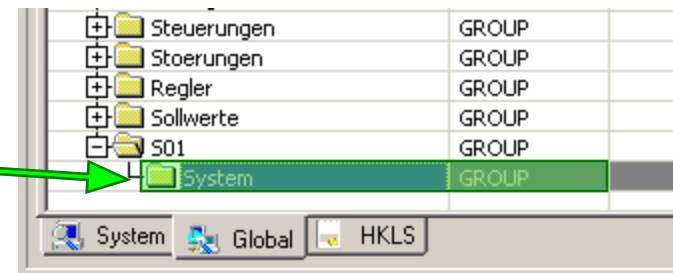 Steuerungen GROUP
Stoerungen GROUP
Regler GROUP
Sollwerte GROUP
S01 GROUP
System GROUP
System Global HKLS